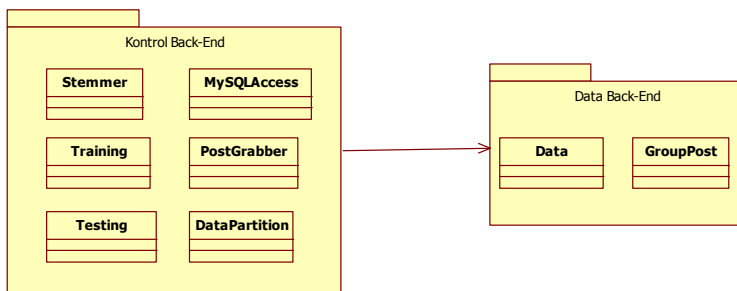 Kontrol Back-End
Stemmer
MySQLAccess
Training
PostGrabber
Testing
DataPartition
Data Back-End
Data
GroupPost